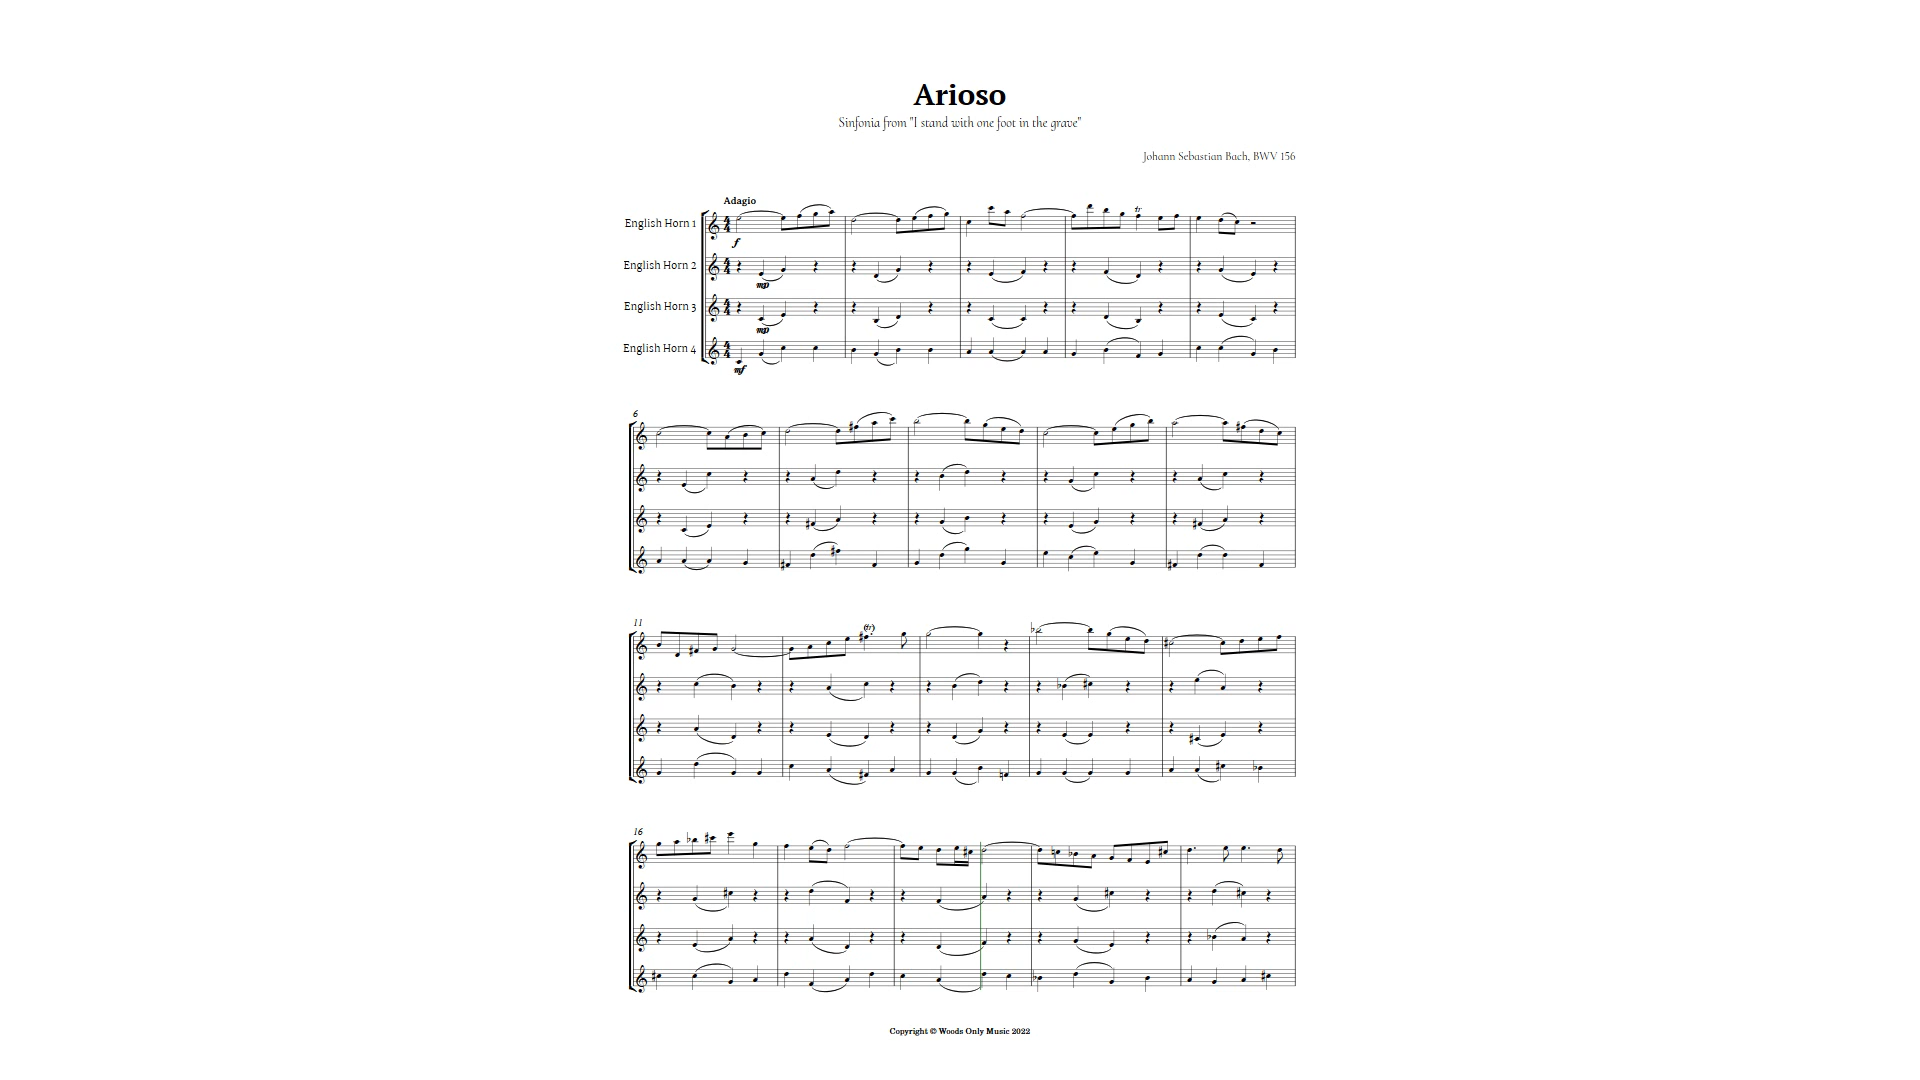 Arioso
Sinfonia from "I stand with one foot in the grave"
Johann Sebastian Bach, BWV 156
Adagio
English Horn 1
f
English Horn 2
mp
English Horn 3
mp
English Horn 4
mf
tr
6
11
(tr)
16
Copyright © Woods Only Music 2022